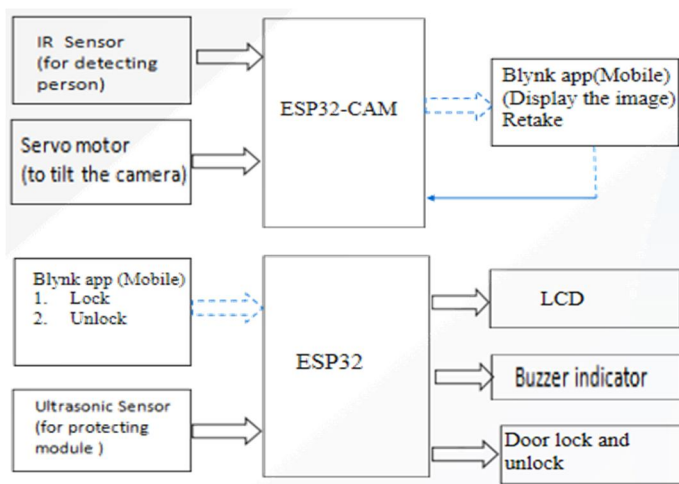 IR Sensor
(for detecting
person)
Servo motor
(to tilt the camera)
ESP32-CAM
Blynk app(Mobile)
(Display the image)
Retake
Blynk app (Mobile)
1. Lock
2. Unlock
Ultrasonic Sensor
(for protecting
module )
ESP32
LCD
Buzzer indicator
Door lock and
unlock